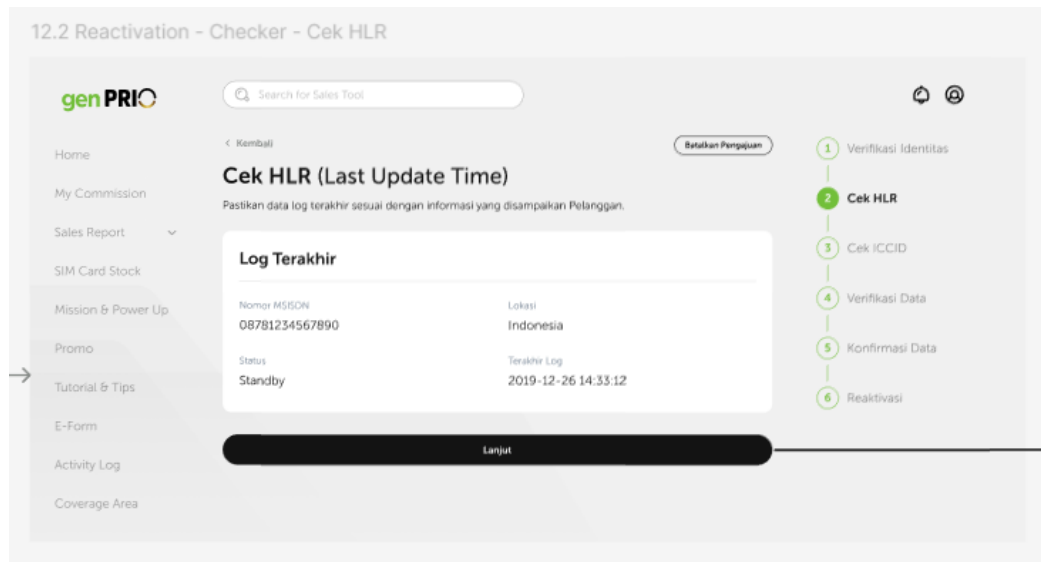 12.2 Reactivation - Checker - Cek HLR
gen PRIO
Search for Sales Tool
Home
My Commission
Sales Report
SIM Card Stock
Mission & Power Up
Promo
Tutorial & Tips
E-Form
Activity Log
Coverage Area
< Kembali
Batalkan Pengajuan
Cek HLR (Last Update Time)
Pastikan data log terakhir sesuai dengan informasi yang disampaikan Pelanggan.
Log Terakhir
Nomor MSISDN
08781234567890
Lokasi
Indonesia
Status
Standby
Terakhir Log
2019-12-26 14:33:12
Lanjut
1 Verifikasi Identitas
2 Cek HLR
3 Cek ICCID
4 Verifikasi Data
5 Konfirmasi Data
6 Reaktivasi